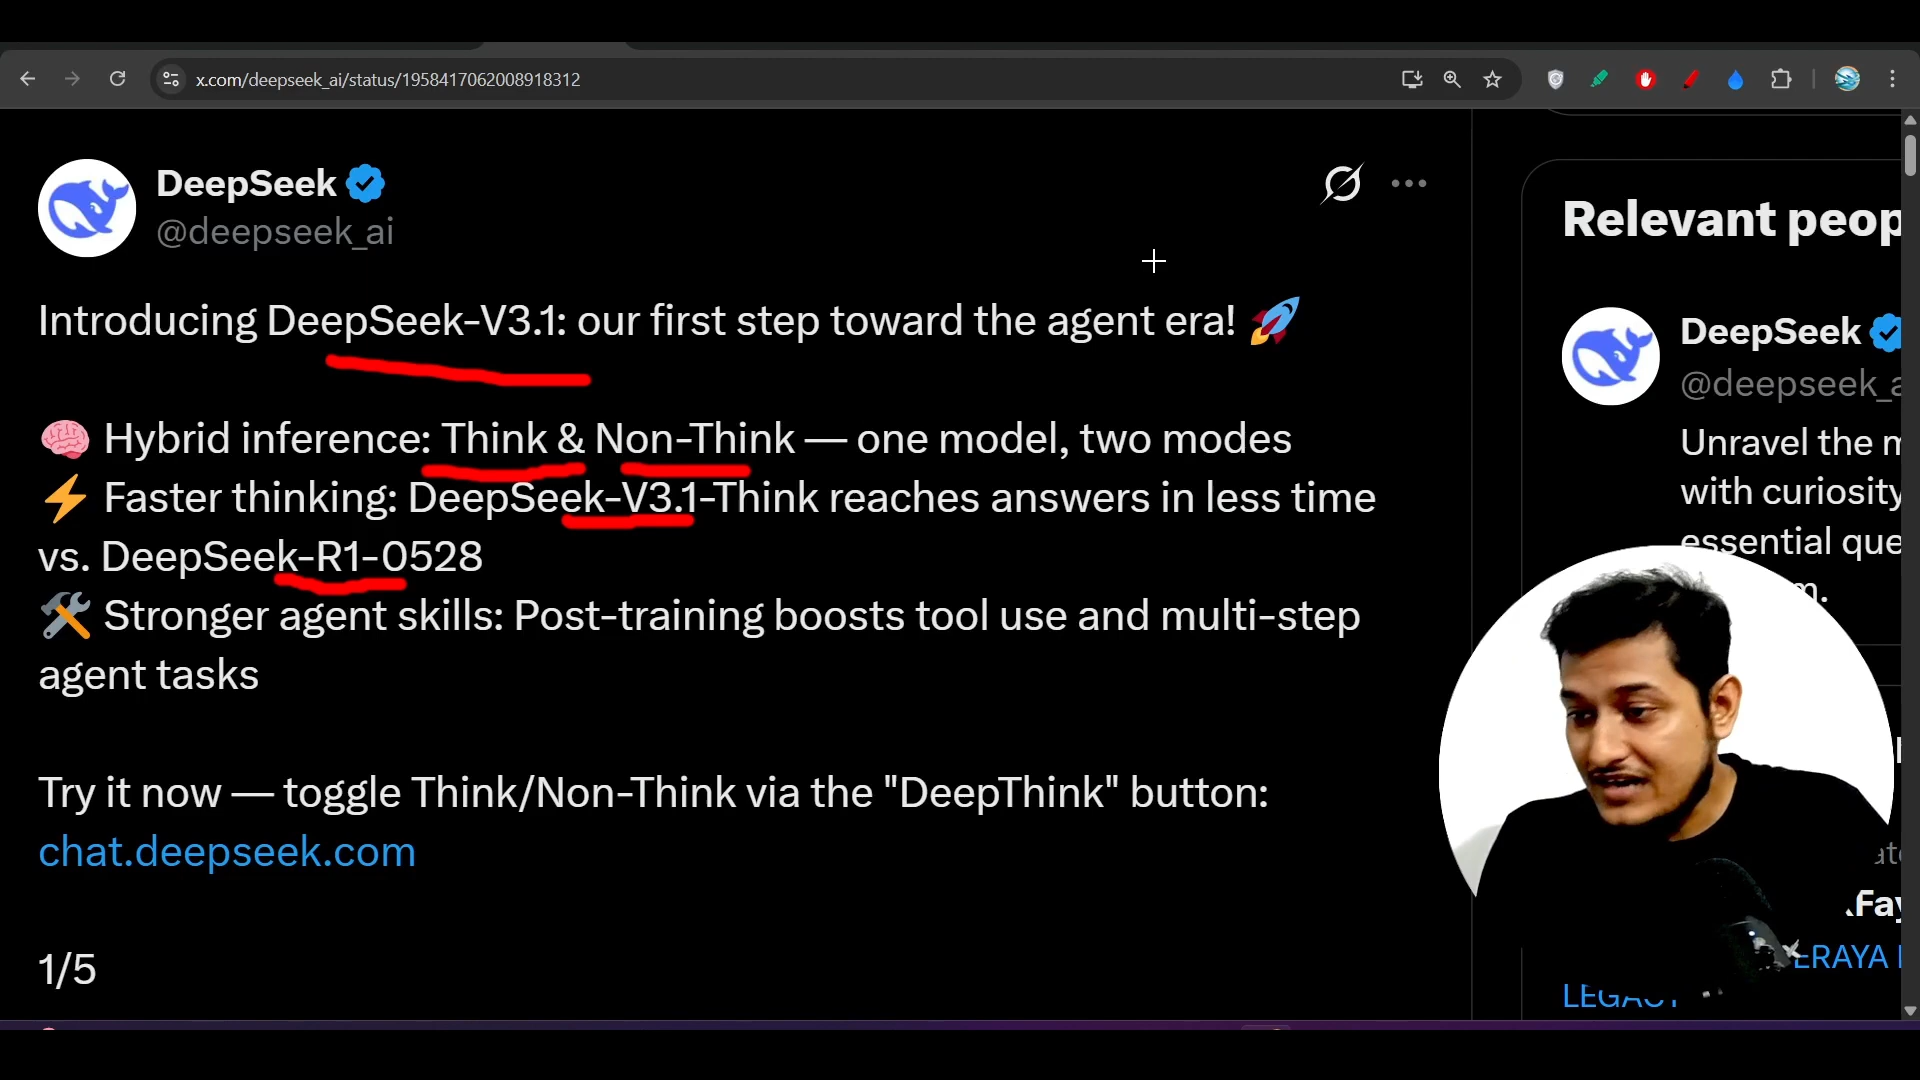 x.com/deepseek_ai/status/1958417062008918312
DeepSeek
@deepseek_ai
Introducing DeepSeek-V3.1: our first step toward the agent era! 🚀
🧠 Hybrid inference: Think & Non-Think — one model, two modes
⚡ Faster thinking: DeepSeek-V3.1-Think reaches answers in less time
vs. DeepSeek-R1-0528
🛠️ Stronger agent skills: Post-training boosts tool use and multi-step
agent tasks
Try it now — toggle Think/Non-Think via the "DeepThink" button:
chat.deepseek.com
1/5
Relevant peop
DeepSeek
@deepseek_a
Unravel the m
with curiosity
essential que
m.
Fay
ERAYA
LEGACY